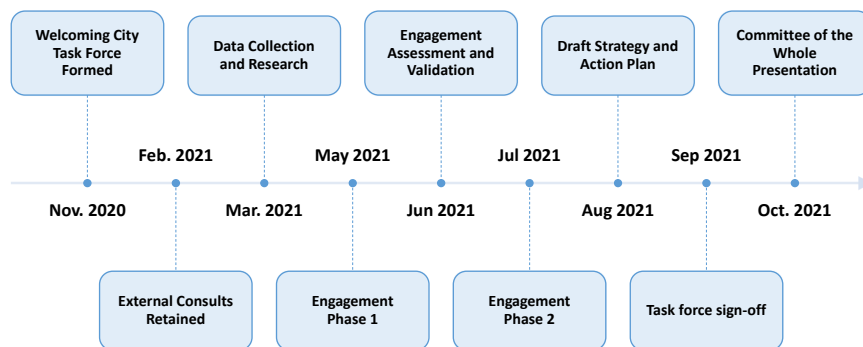 Welcoming City
Task Force
Formed
Data Collection
and Research
Engagement
Assessment and
Validation
Draft Strategy and
Action Plan
Committee of the
Whole
Presentation
Feb. 2021
May 2021
Jul 2021
Sep 2021
Nov. 2020
Mar. 2021
Jun 2021
Aug 2021
Oct. 2021
External Consults
Retained
Engagement
Phase 1
Engagement
Phase 2
Task force sign-off